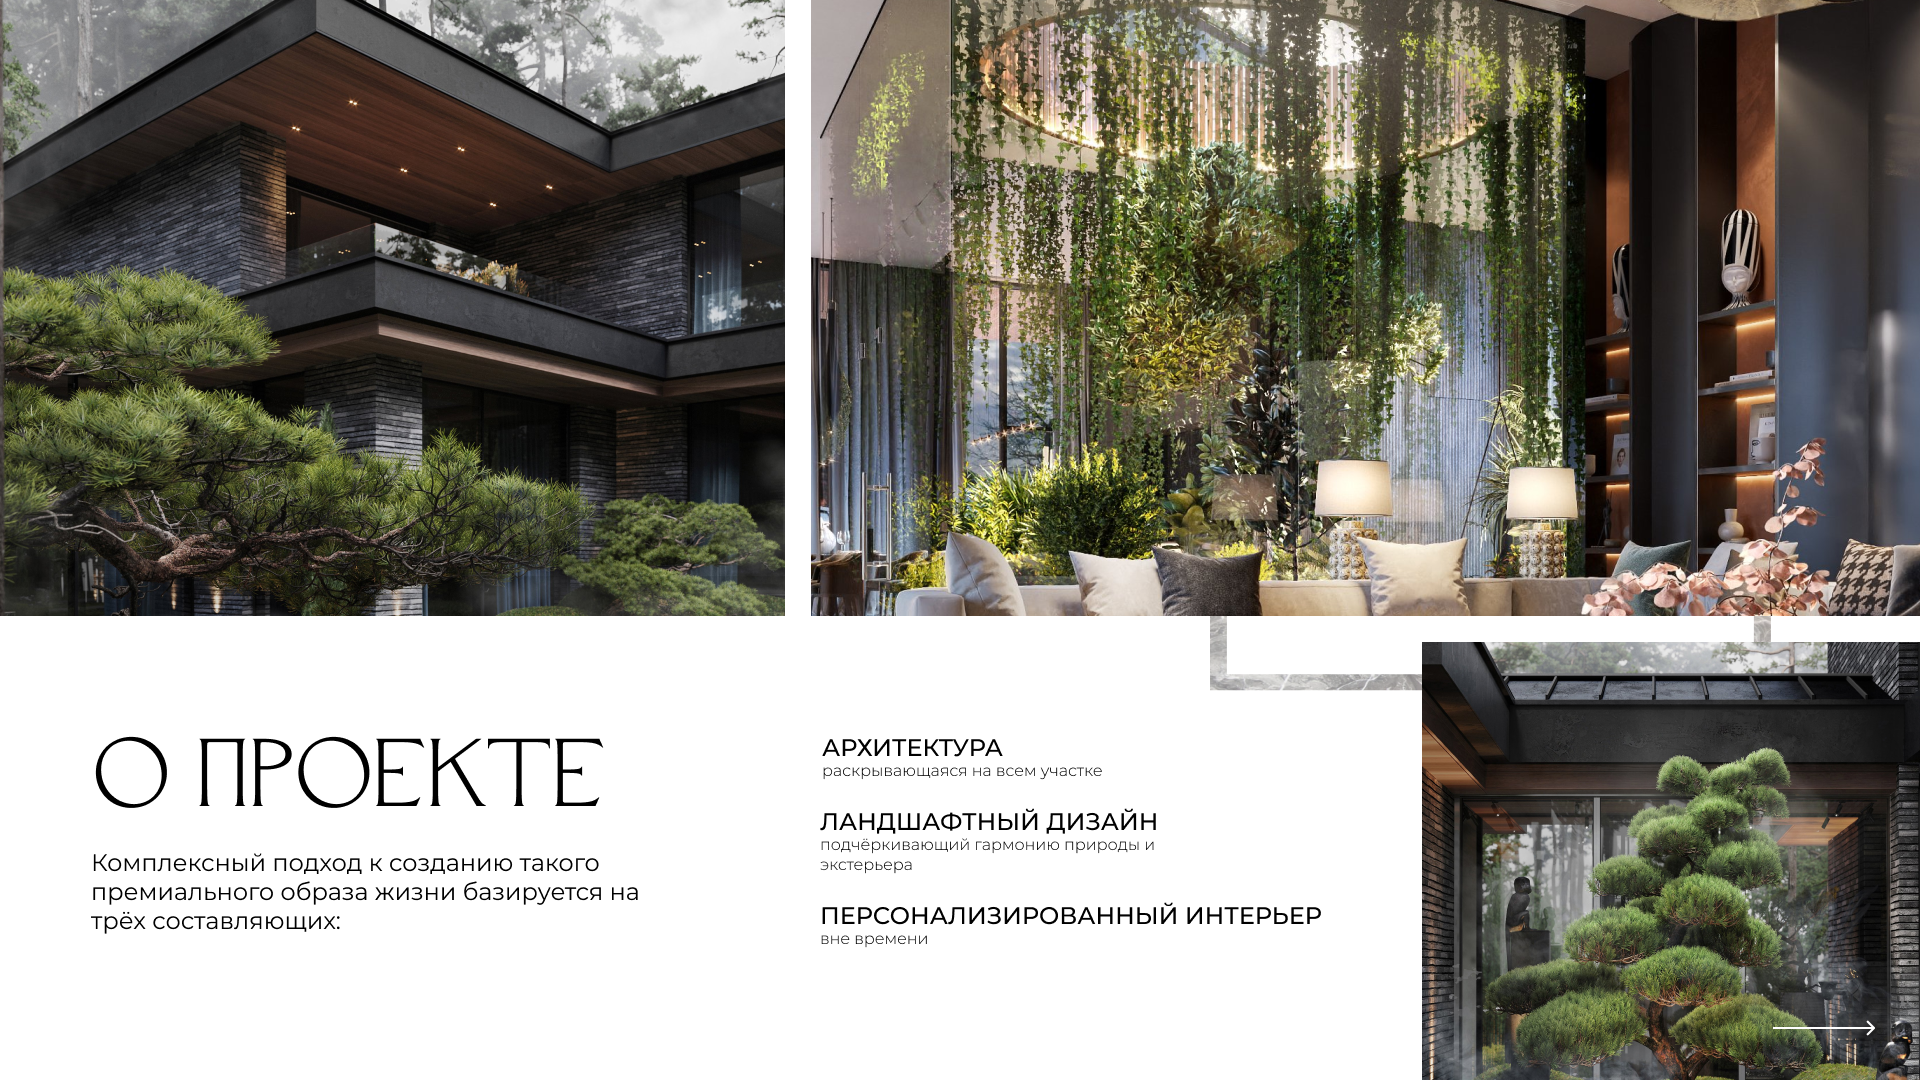 О ПРОЕКТЕ
Комплексный подход к созданию такого
премиального образа жизни базируется на
трёх составляющих:
АРХИТЕКТУРА
раскрывающаяся на всем участке
ЛАНДШАФТНЫЙ ДИЗАЙН
подчёркивающий гармонию природы и
экстерьера
ПЕРСОНАЛИЗИРОВАННЫЙ ИНТЕРЬЕР
вне времени